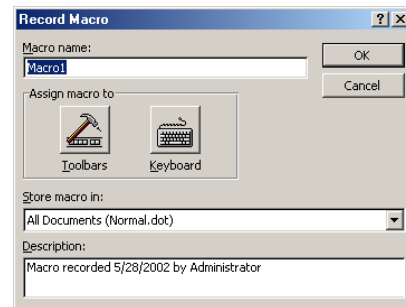 Record Macro
Macro name:
Macro1
OK
Cancel
Assign macro to
Toolbars
Keyboard
Store macro in:
All Documents (Normal.dot)
Description:
Macro recorded 5/28/2002 by Administrator